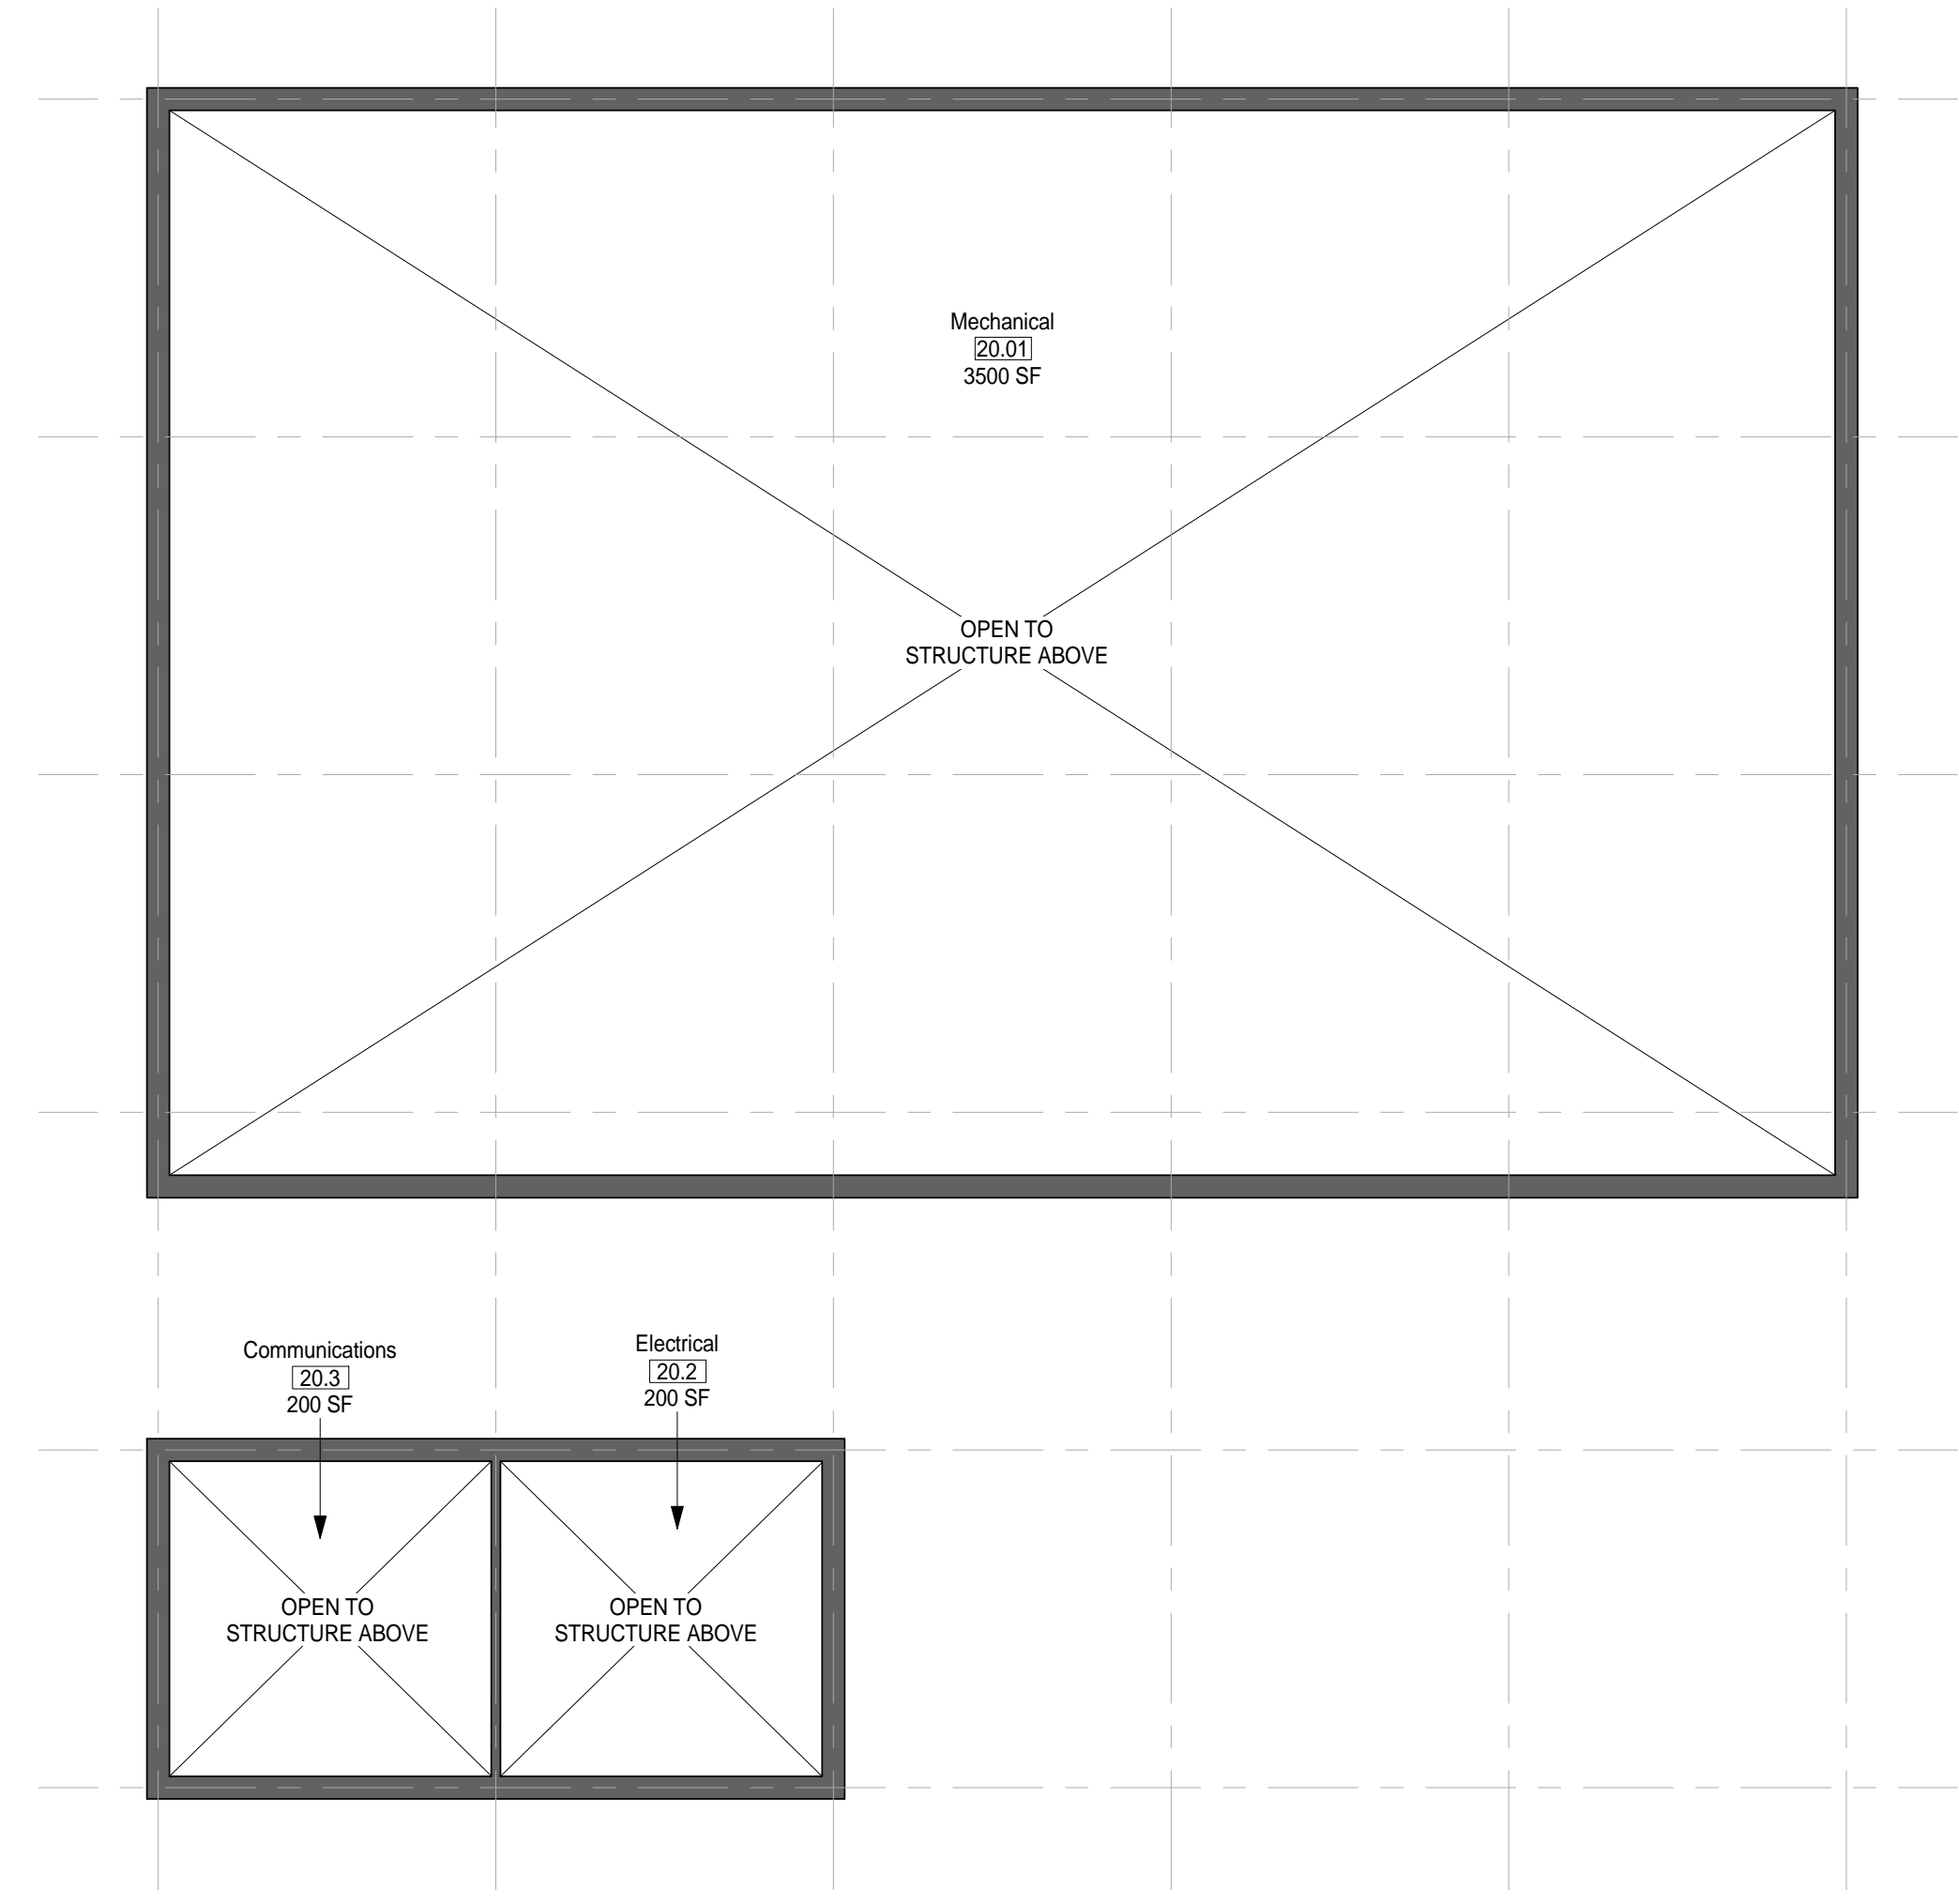 Mechanical
20.01
3500 SF
OPEN TO
STRUCTURE ABOVE
Communications
20.3
200 SF
Electrical
20.2
200 SF
OPEN TO
STRUCTURE ABOVE
OPEN TO
STRUCTURE ABOVE